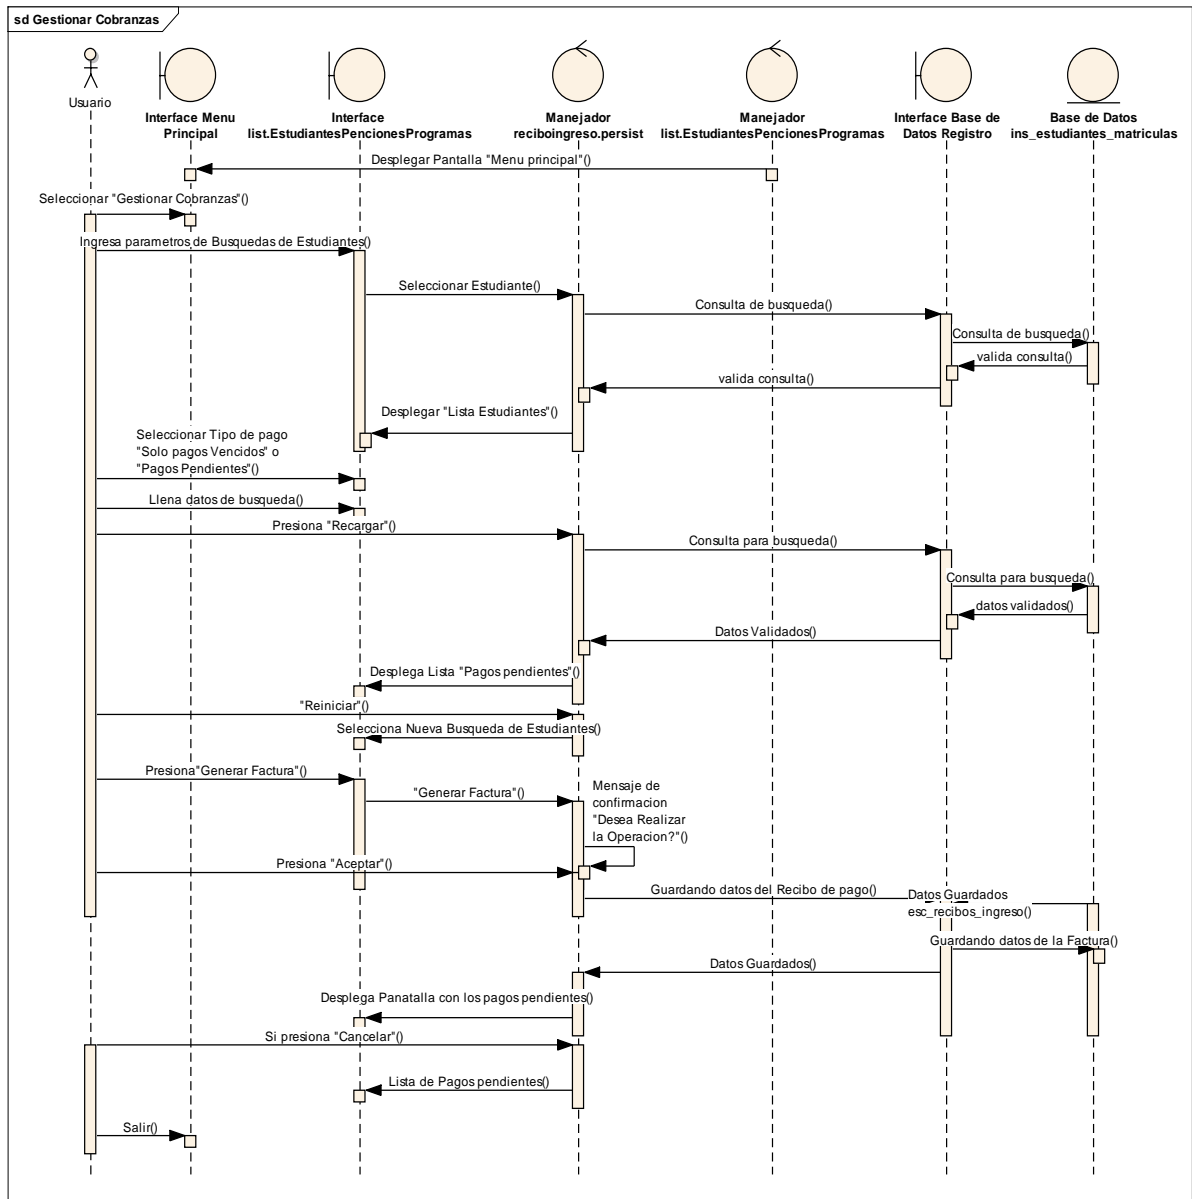 sd Gestionar Cobranzas
Usuario
Interface Menu
Principal
Interface
list.EstudiantesPencionesProgramas
Manejador
reciboingreso.persist
Manejador
list.EstudiantesPencionesProgramas
Interface Base de
Datos Registro
Base de Datos
ins_estudiantes_matriculas
Desplegar Pantalla "Menu principal"()
Seleccionar "Gestionar Cobranzas"()
Ingresa parametros de Busquedas de Estudiantes()
Seleccionar Estudiante()
Consulta de busqueda()
Consulta de busqueda()
valida consulta()
valida consulta()
Desplegar "Lista Estudiantes"()
Seleccionar Tipo de pago
"Solo pagos Vencidos" o
"Pagos Pendientes"()
Llena datos de busqueda()
Presiona "Recargar"()
Consulta para busqueda()
Consulta para busqueda()
datos validados()
Datos Validados()
Desplega Lista "Pagos pendientes"()
"Reiniciar"()
Selecciona Nueva Busqueda de Estudiantes()
Presiona"Generar Factura"()
"Generar Factura"()
Mensaje de
confirmacion
"Desea Realizar
la Operacion?"()
Presiona "Aceptar"()
Guardando datos del Recibo de pago()
Datos Guardados
esc_recibos_ingreso()
Guardando datos de la Factura()
Datos Guardados()
Desplega Panatalla con los pagos pendientes()
Si presiona "Cancelar"()
Lista de Pagos pendientes()
Salir()